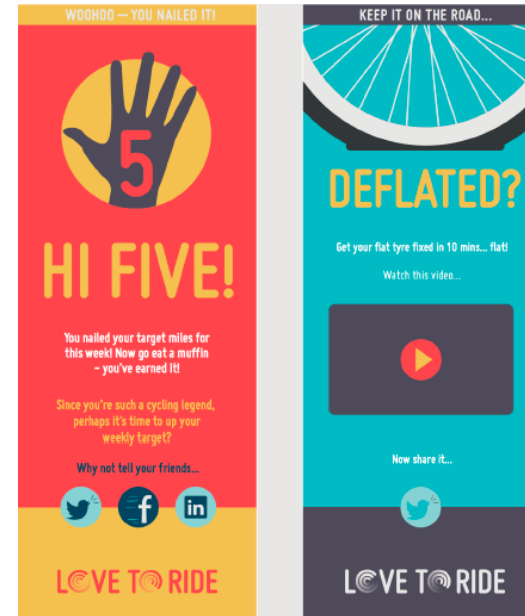 WOOHOO – YOU NAILED IT!
5
HI FIVE!
You nailed your target miles for
this week! Now go eat a muffin
– you've earned it!
Since you're such a cycling legend,
perhaps it's time to up your
weekly target?
Why not tell your friends...
f
in
LOVE TO RIDE
KEEP IT ON THE ROAD...
DEFLATED?
Get your flat tyre fixed in 10 mins... flat!
Watch this video...
Now share it...
LOVE TO RIDE